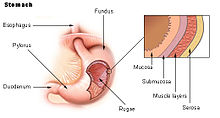 Stomach
Fundus
Esophagus
Pylorus
Duodenum
Rugae
Mucosa
Submucosa
Muscle layers
Serosa